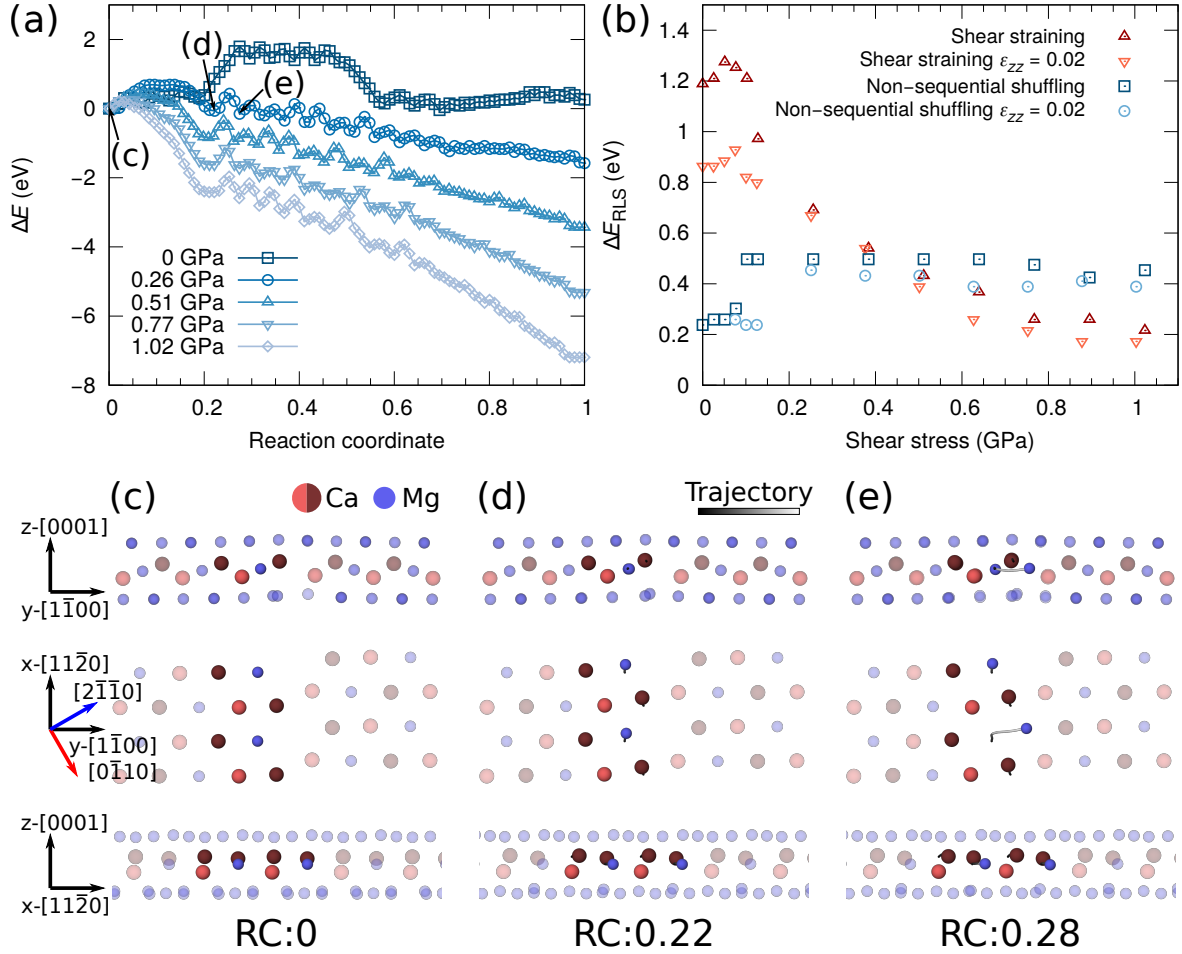 (a)
2
0
−2
−4
−6
−8
ΔE (eV)
(d)
(e)
(c)
0 GPa
0.26 GPa
0.51 GPa
0.77 GPa
1.02 GPa
0 0.2 0.4 0.6 0.8 1
Reaction coordinate
(b)
1.4
1.2
1
0.8
0.6
0.4
0.2
0
ΔE_RLS (eV)
Shear straining
Shear straining ε_zz = 0.02
Non-sequential shuffling
Non-sequential shuffling ε_zz = 0.02
0 0.2 0.4 0.6 0.8 1
Shear stress (GPa)
(c) Ca Mg
(d) Trajectory
(e)
z-[0001]
y-[11̅00]
x-[112̅0]
[21̅1̅0]
y-[11̅00]
[01̅10]
z-[0001]
x-[112̅0]
RC:0 RC:0.22 RC:0.28